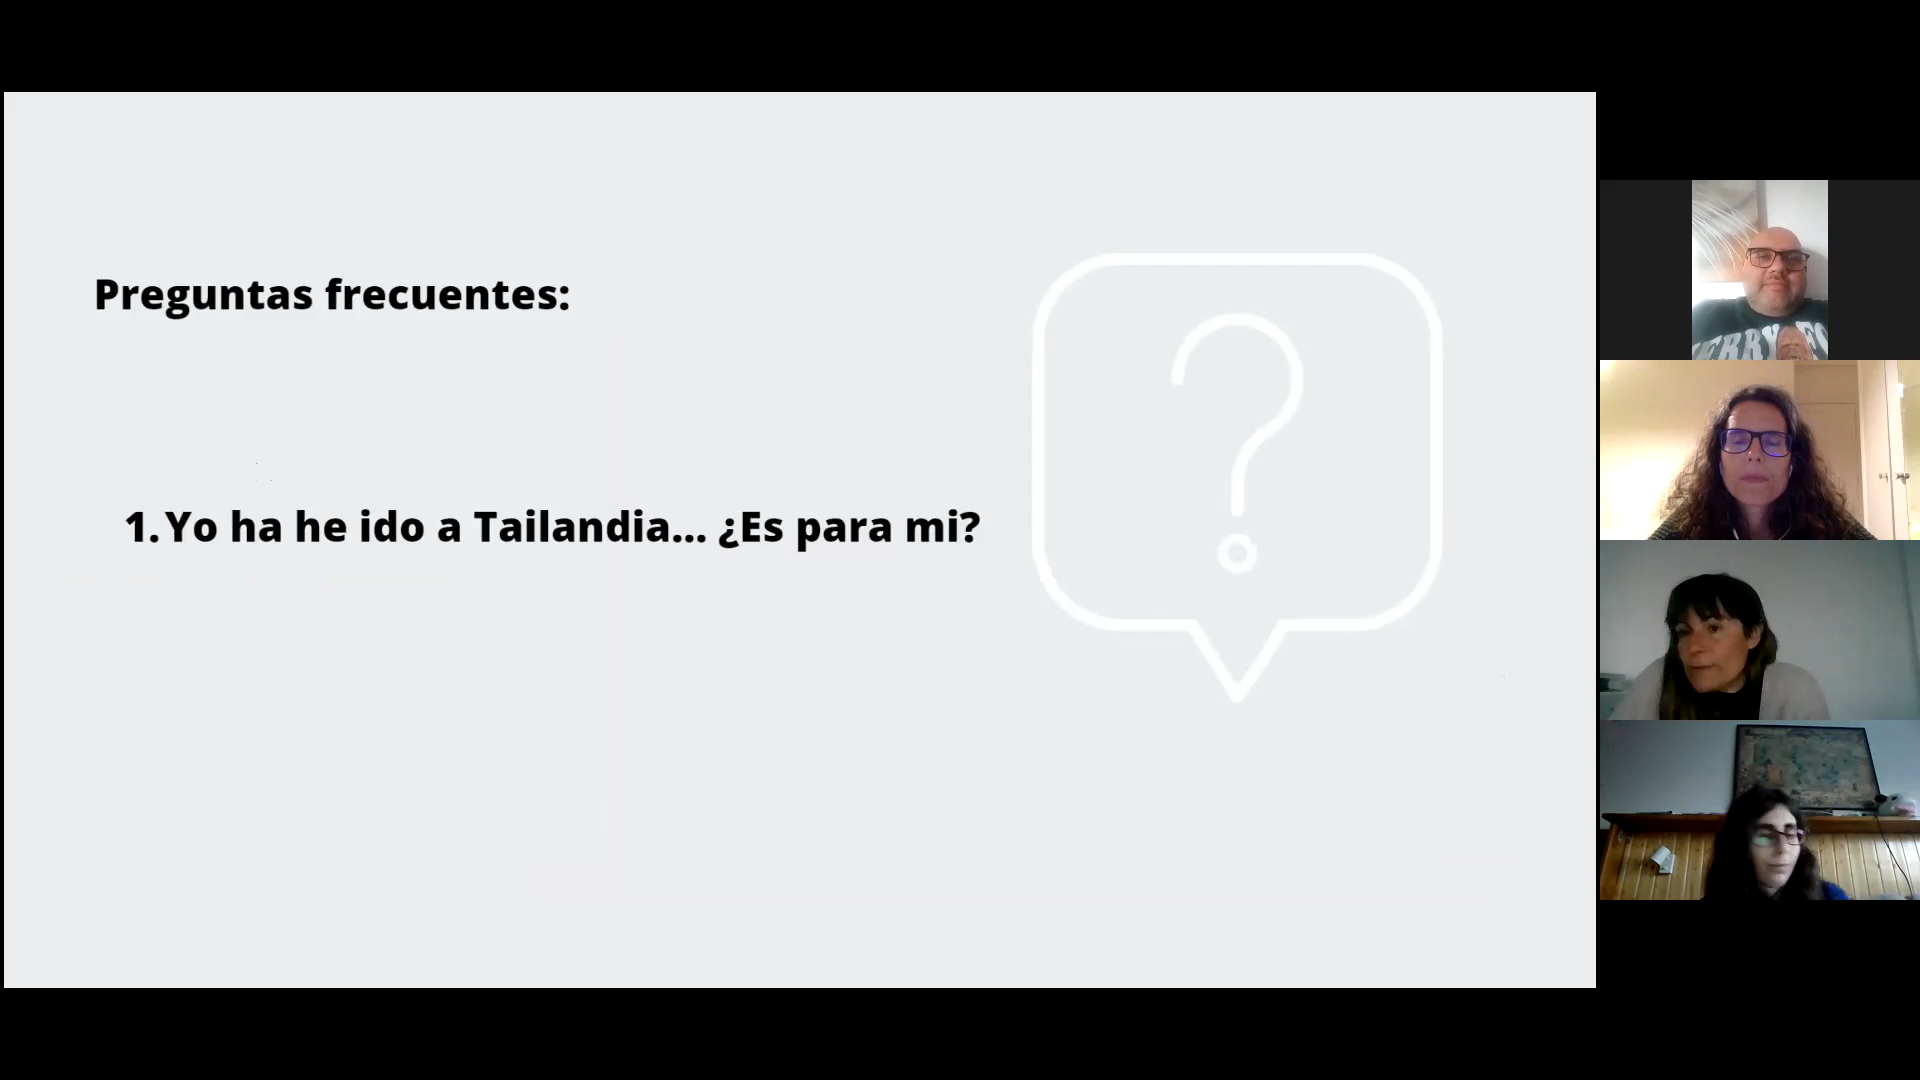 Preguntas frecuentes:
1. Yo ha he ido a Tailandia... ¿Es para mi?